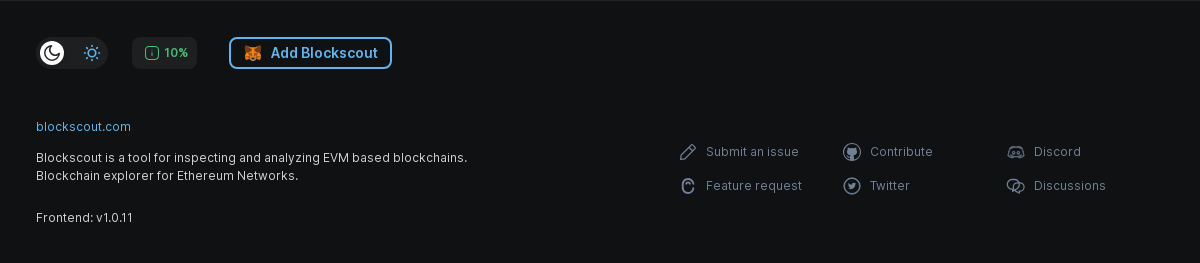 10%
Add Blockscout
blockscout.com
Blockscout is a tool for inspecting and analyzing EVM based blockchains.
Blockchain explorer for Ethereum Networks.
Frontend: v1.0.11
Submit an issue
Contribute
Discord
Feature request
Twitter
Discussions